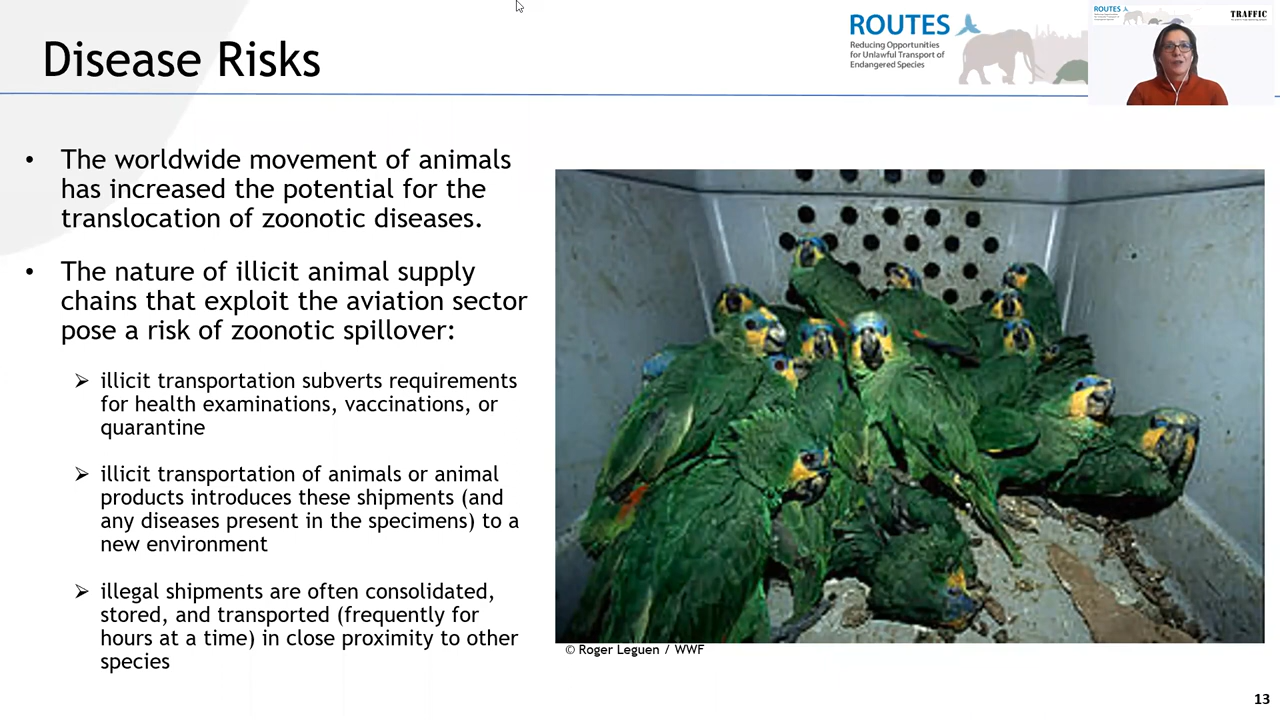 Disease Risks
ROUTES
Reducing Opportunities
for Unlawful Transport of
Endangered Species
ROUTES
TRAFFIC
• The worldwide movement of animals
has increased the potential for the
translocation of zoonotic diseases.
• The nature of illicit animal supply
chains that exploit the aviation sector
pose a risk of zoonotic spillover:
➢ illicit transportation subverts requirements
for health examinations, vaccinations, or
quarantine
➢ illicit transportation of animals or animal
products introduces these shipments (and
any diseases present in the specimens) to a
new environment
➢ illegal shipments are often consolidated,
stored, and transported (frequently for
hours at a time) in close proximity to other
species
© Roger Leguen / WWF
13